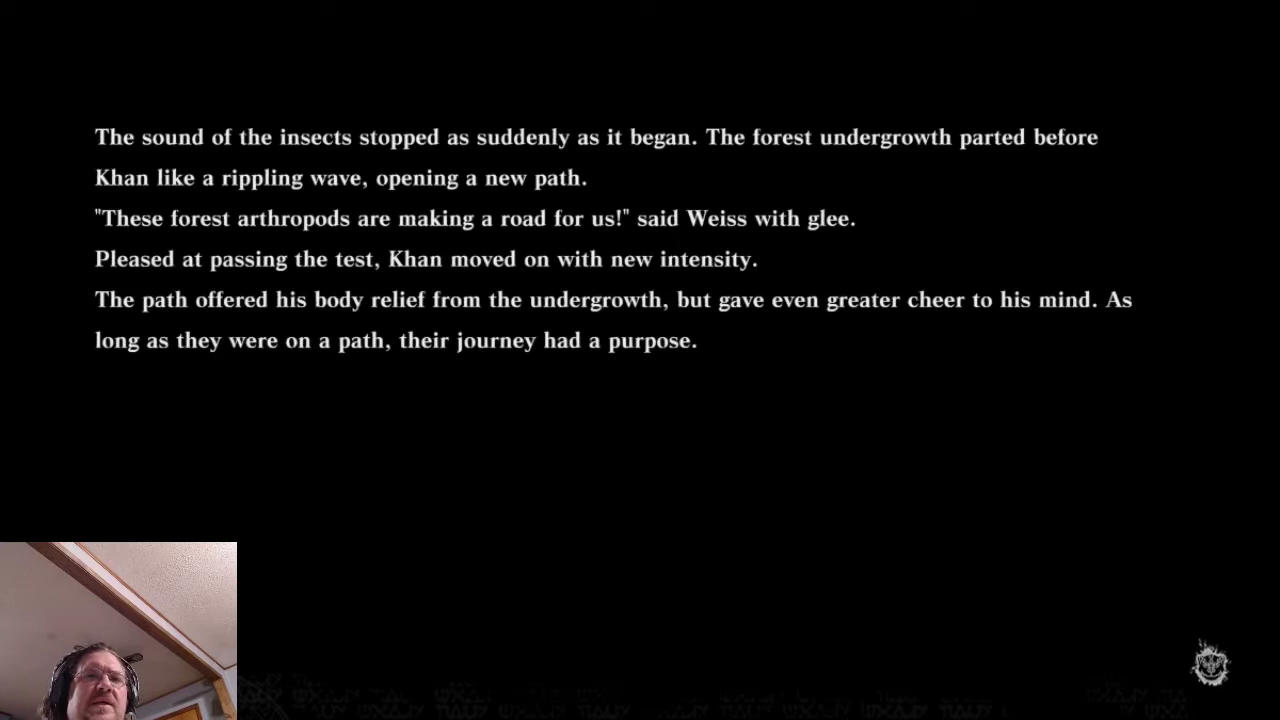 The sound of the insects stopped as suddenly as it began. The forest undergrowth parted before
Khan like a rippling wave, opening a new path.
"These forest arthropods are making a road for us!" said Weiss with glee.
Pleased at passing the test, Khan moved on with new intensity.
The path offered his body relief from the undergrowth, but gave even greater cheer to his mind. As
long as they were on a path, their journey had a purpose.